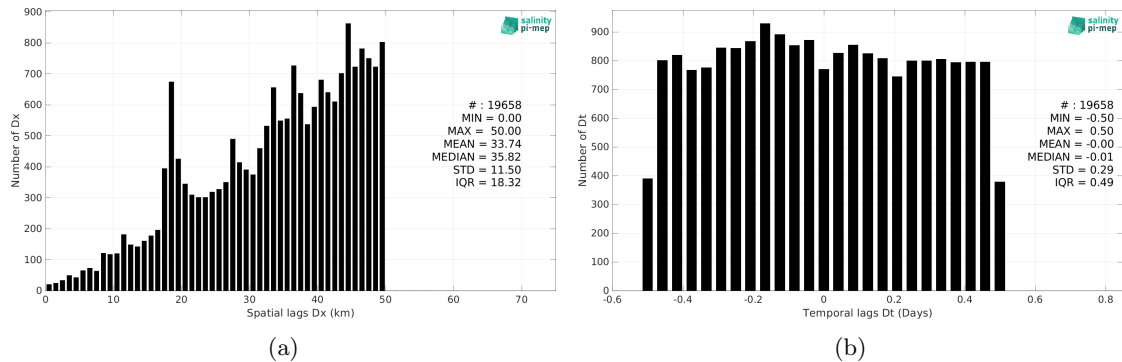 900
800
700
600
500
400
300
200
100
0
Number of Dx
0
10
20
30
40
50
60
70
Spatial lags Dx (km)
salinity
pi-mep
# : 19658
MIN = 0.00
MAX = 50.00
MEAN = 33.74
MEDIAN = 35.82
STD = 11.50
IQR = 18.32
(a)
900
800
700
600
500
400
300
200
100
0
Number of Dt
-0.6
-0.4
-0.2
0
0.2
0.4
0.6
0.8
Temporal lags Dt (Days)
salinity
pi-mep
# : 19658
MIN = -0.50
MAX = 0.50
MEAN = -0.00
MEDIAN = -0.01
STD = 0.29
IQR = 0.49
(b)